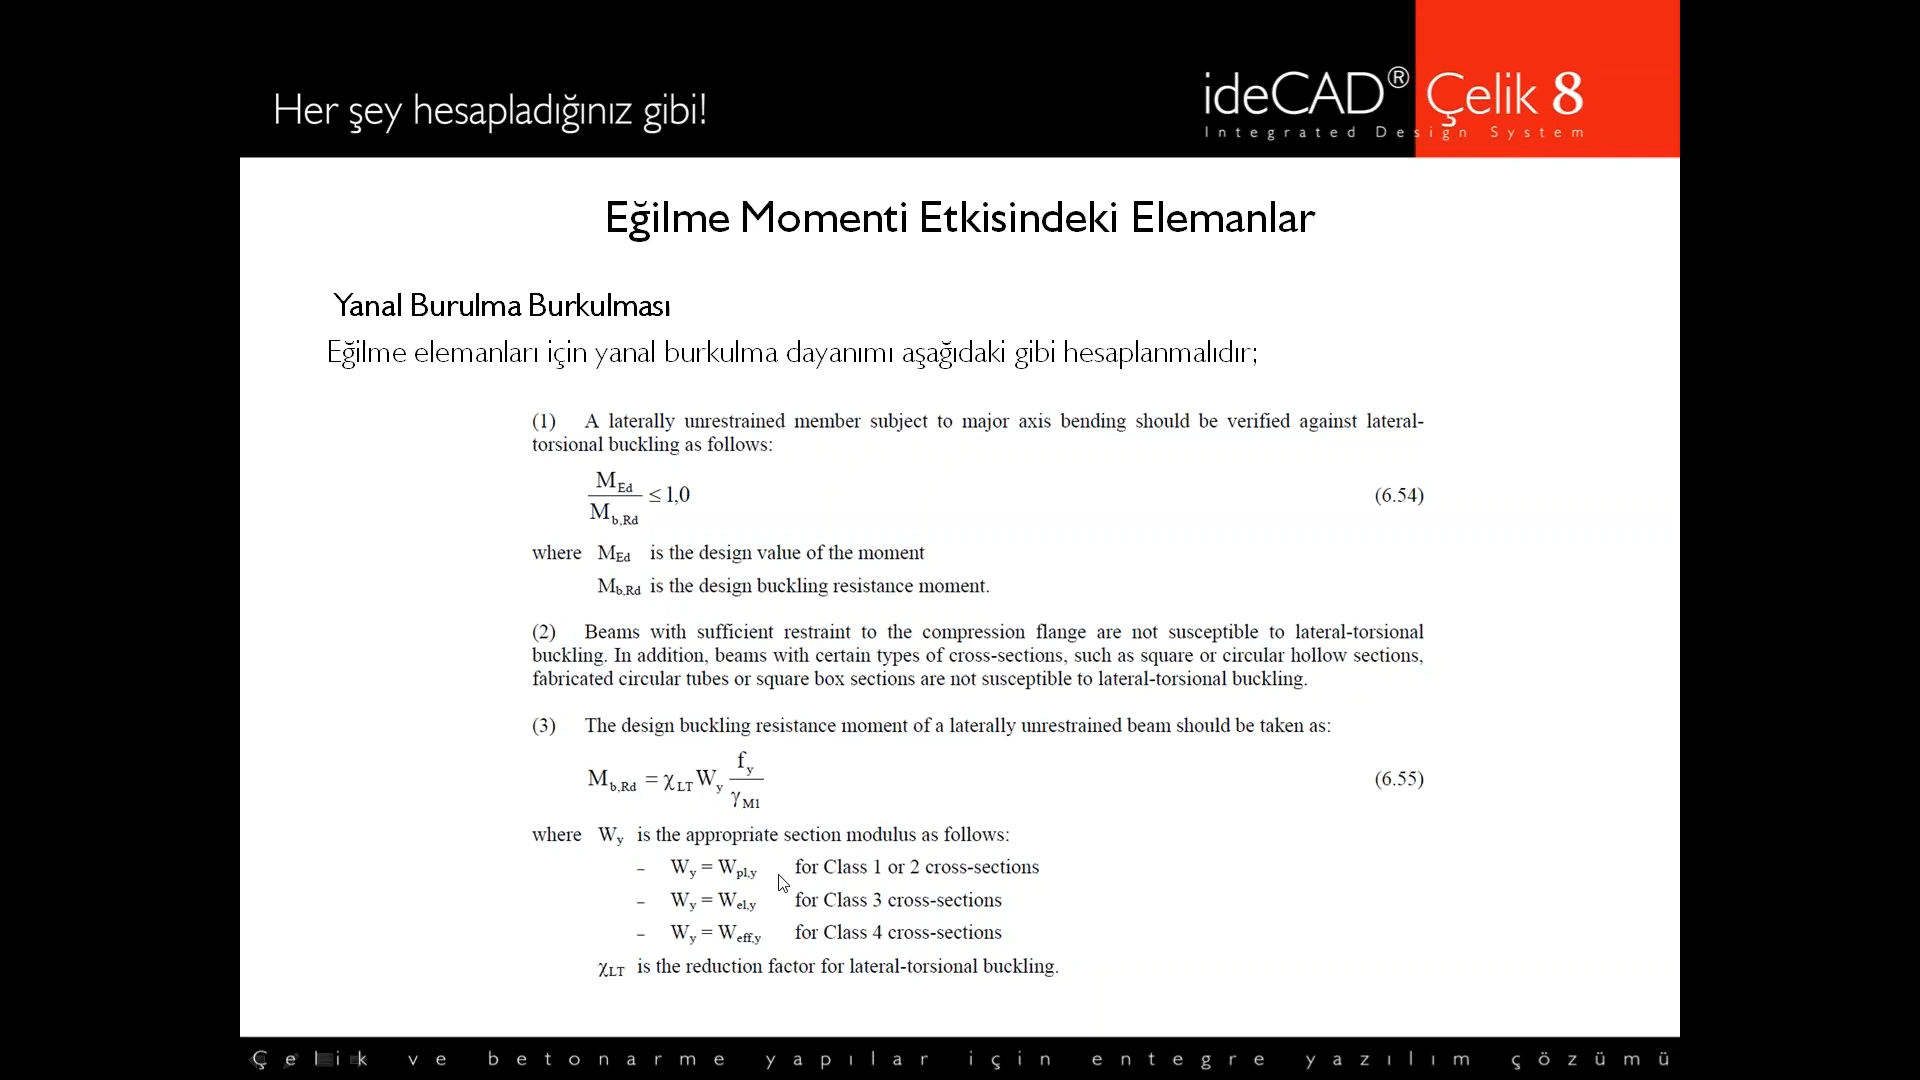 Her şey hesapladığınız gibi!
ideCAD® Çelik 8
Integrated Design System
Eğilme Momenti Etkisindeki Elemanlar
Yanal Burulma Burkulması
Eğilme elemanları için yanal burkulma dayanımı aşağıdaki gibi hesaplanmalıdır;
(1) A laterally unrestrained member subject to major axis bending should be verified against lateral-
torsional buckling as follows:
M_Ed / M_b,Rd ≤ 1,0 (6.54)
where M_Ed is the design value of the moment
M_b,Rd is the design buckling resistance moment.
(2) Beams with sufficient restraint to the compression flange are not susceptible to lateral-torsional
buckling. In addition, beams with certain types of cross-sections, such as square or circular hollow sections,
fabricated circular tubes or square box sections are not susceptible to lateral-torsional buckling.
(3) The design buckling resistance moment of a laterally unrestrained beam should be taken as:
M_b,Rd = χ_LT W_y f_y / γ_M1 (6.55)
where W_y is the appropriate section modulus as follows:
– W_y = W_pl,y for Class 1 or 2 cross-sections
– W_y = W_el,y for Class 3 cross-sections
– W_y = W_eff,y for Class 4 cross-sections
χ_LT is the reduction factor for lateral-torsional buckling.
Çelik ve betonarme yapılar için entegre yazılım çözümü